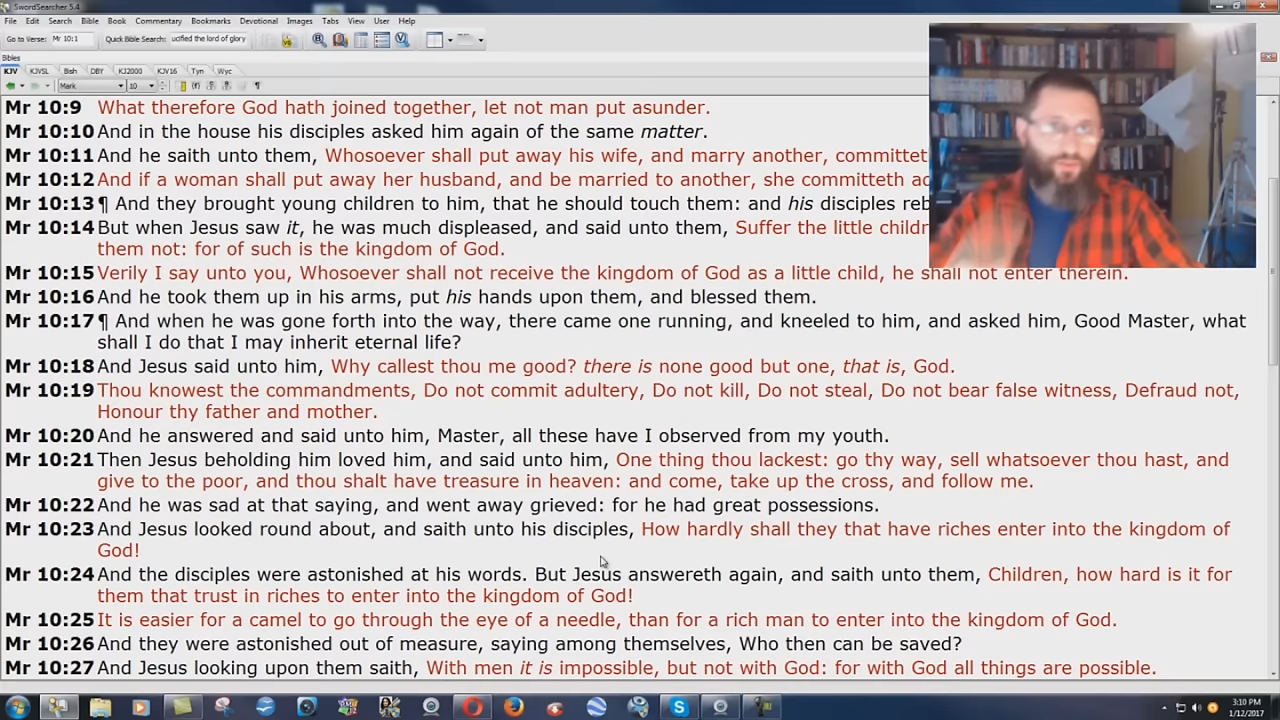 SwordSearcher 5.4
File Edit Search Bible Book Commentary Bookmarks Devotional Images Tabs View User Help
Go to Verse: Mr 10:1 Quick Bible Search: ucified the lord of glory
Bibles
KJV KJVSL Bish DBY KJ2000 KJV16 Tyn Wyc
Mark 10
Mr 10:9 What therefore God hath joined together, let not man put asunder.
Mr 10:10 And in the house his disciples asked him again of the same matter.
Mr 10:11 And he saith unto them, Whosoever shall put away his wife, and marry another, committet
Mr 10:12 And if a woman shall put away her husband, and be married to another, she committeth ad
Mr 10:13 ¶ And they brought young children to him, that he should touch them: and his disciples reb
Mr 10:14 But when Jesus saw it, he was much displeased, and said unto them, Suffer the little childr
them not: for of such is the kingdom of God.
Mr 10:15 Verily I say unto you, Whosoever shall not receive the kingdom of God as a little child, he shall not enter therein.
Mr 10:16 And he took them up in his arms, put his hands upon them, and blessed them.
Mr 10:17 ¶ And when he was gone forth into the way, there came one running, and kneeled to him, and asked him, Good Master, what
shall I do that I may inherit eternal life?
Mr 10:18 And Jesus said unto him, Why callest thou me good? there is none good but one, that is, God.
Mr 10:19 Thou knowest the commandments, Do not commit adultery, Do not kill, Do not steal, Do not bear false witness, Defraud not,
Honour thy father and mother.
Mr 10:20 And he answered and said unto him, Master, all these have I observed from my youth.
Mr 10:21 Then Jesus beholding him loved him, and said unto him, One thing thou lackest: go thy way, sell whatsoever thou hast, and
give to the poor, and thou shalt have treasure in heaven: and come, take up the cross, and follow me.
Mr 10:22 And he was sad at that saying, and went away grieved: for he had great possessions.
Mr 10:23 And Jesus looked round about, and saith unto his disciples, How hardly shall they that have riches enter into the kingdom of
God!
Mr 10:24 And the disciples were astonished at his words. But Jesus answereth again, and saith unto them, Children, how hard is it for
them that trust in riches to enter into the kingdom of God!
Mr 10:25 It is easier for a camel to go through the eye of a needle, than for a rich man to enter into the kingdom of God.
Mr 10:26 And they were astonished out of measure, saying among themselves, Who then can be saved?
Mr 10:27 And Jesus looking upon them saith, With men it is impossible, but not with God: for with God all things are possible.
3:10 PM
1/12/2017